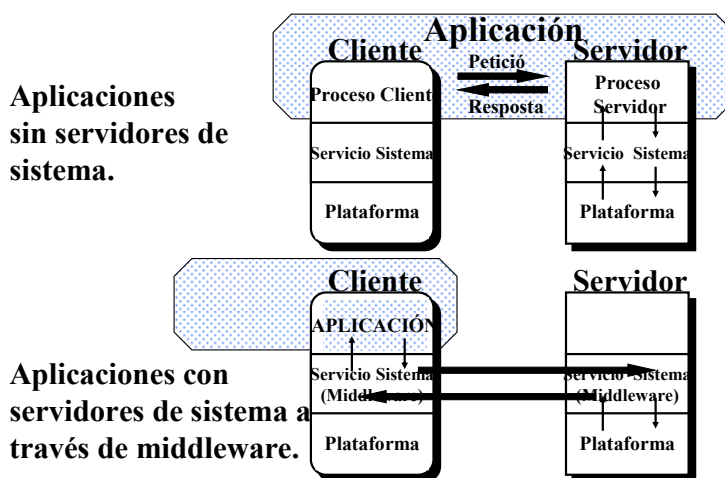 Aplicación
Cliente
Servidor
Petició
Resposta
Proceso Client
Proceso
Servidor
Aplicaciones
sin servidores de
sistema.
Servicio Sistema
Servicio Sistema
Plataforma
Plataforma
Cliente
Servidor
APLICACIÓN
Aplicaciones con
servidores de sistema a
través de middleware.
Servicio Sistema
(Middleware)
Servicio Sistema
(Middleware)
Plataforma
Plataforma